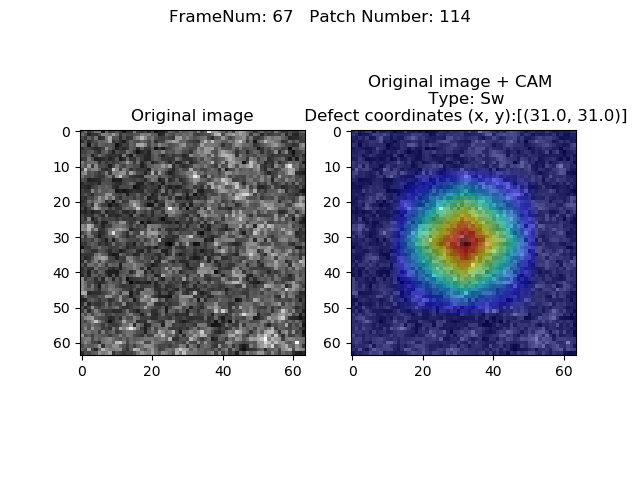 FrameNum: 67   Patch Number: 114
Original image
Original image + CAM
Type: Sw
Defect coordinates (x, y):[(31.0, 31.0)]
0
10
20
30
40
50
60
0 20 40 60
0
10
20
30
40
50
60
0 20 40 60